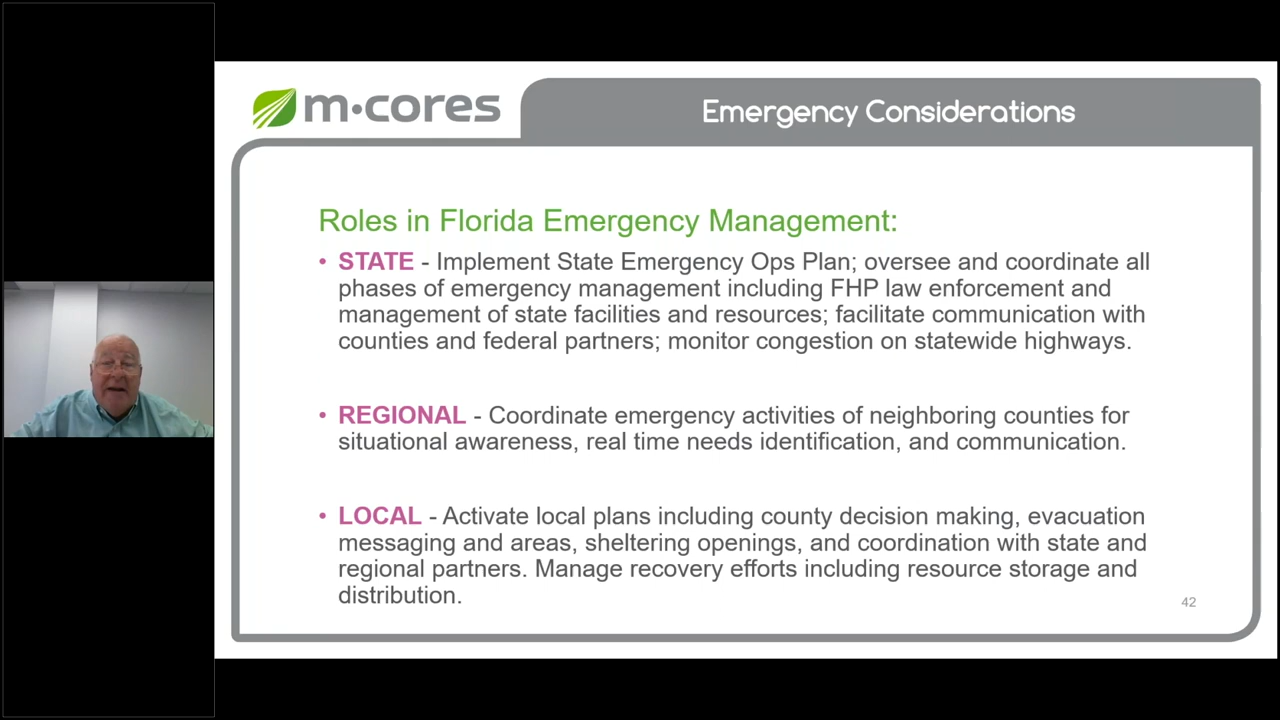 m·cores
Emergency Considerations
Roles in Florida Emergency Management:
• STATE - Implement State Emergency Ops Plan; oversee and coordinate all
phases of emergency management including FHP law enforcement and
management of state facilities and resources; facilitate communication with
counties and federal partners; monitor congestion on statewide highways.
• REGIONAL - Coordinate emergency activities of neighboring counties for
situational awareness, real time needs identification, and communication.
• LOCAL - Activate local plans including county decision making, evacuation
messaging and areas, sheltering openings, and coordination with state and
regional partners. Manage recovery efforts including resource storage and
distribution.
42